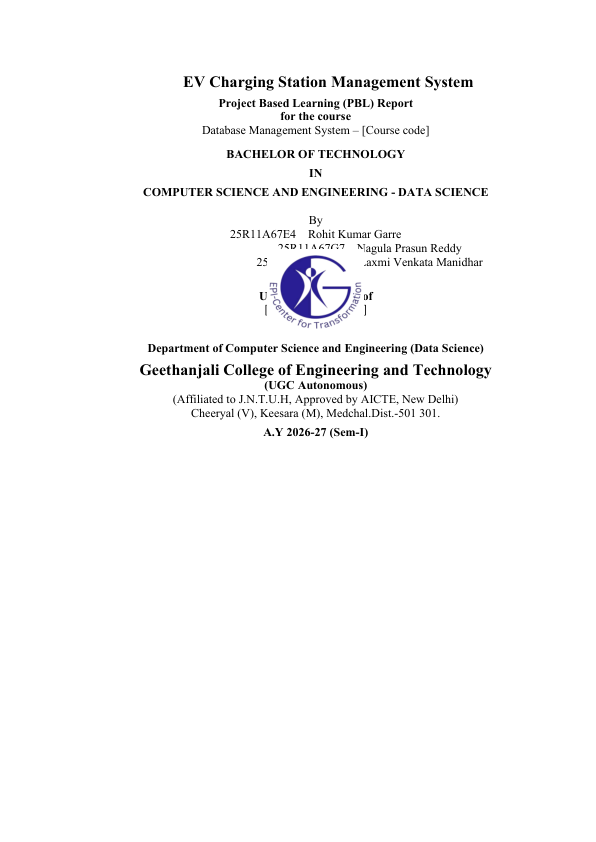 EV Charging Station Management System
Project Based Learning (PBL) Report
for the course
Database Management System – [Course code]
BACHELOR OF TECHNOLOGY
IN
COMPUTER SCIENCE AND ENGINEERING - DATA SCIENCE
By
25R11A67E4 Rohit Kumar Garre
25R11A67G7 Nagula Prasun Reddy
25 Laxmi Venkata Manidhar
U of
[ ]
EPI-Center for Transformation
Department of Computer Science and Engineering (Data Science)
Geethanjali College of Engineering and Technology
(UGC Autonomous)
(Affiliated to J.N.T.U.H, Approved by AICTE, New Delhi)
Cheeryal (V), Keesara (M), Medchal.Dist.-501 301.
A.Y 2026-27 (Sem-I)